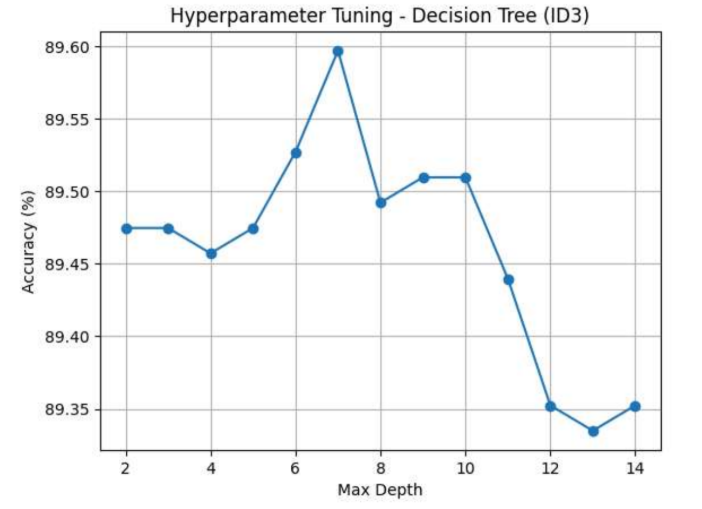 Hyperparameter Tuning - Decision Tree (ID3)
Accuracy (%)
89.60
89.55
89.50
89.45
89.40
89.35
2 4 6 8 10 12 14
Max Depth